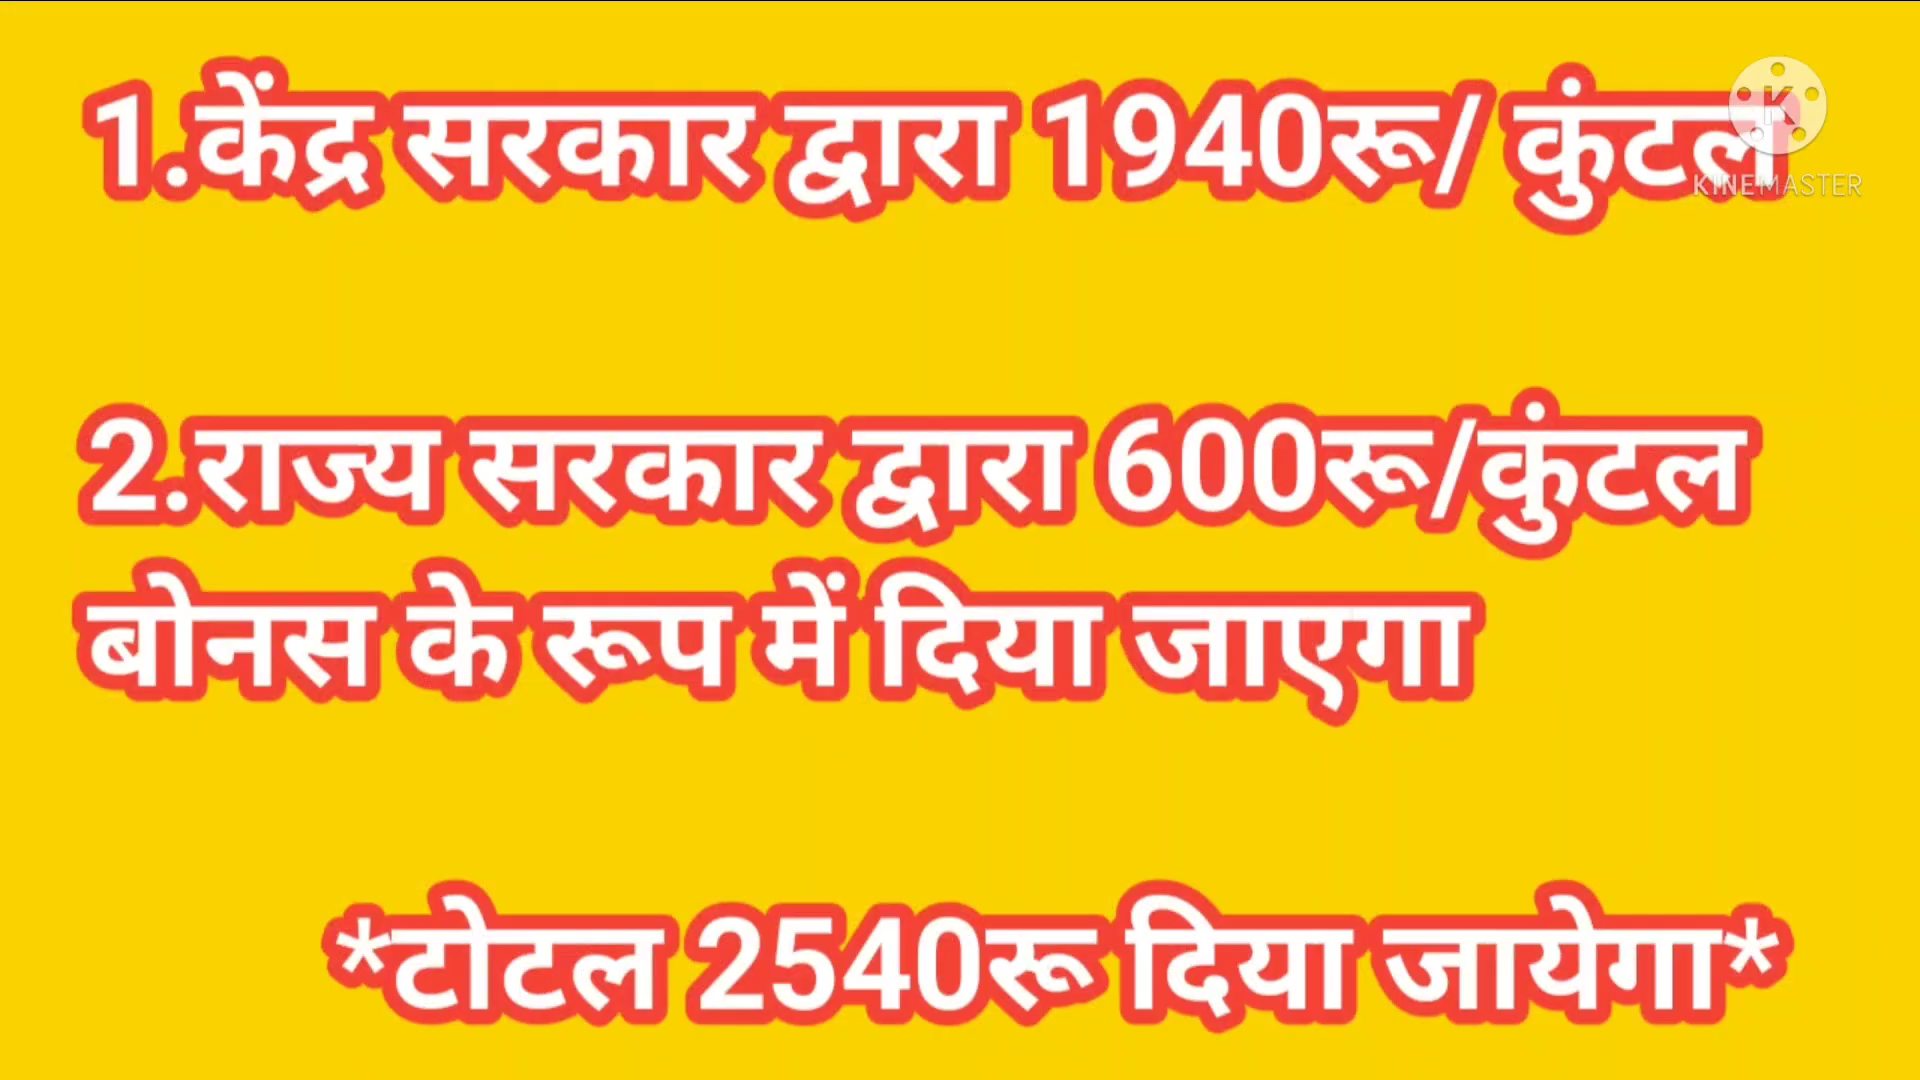 1.केंद्र सरकार द्वारा 1940रू/ कुंटल
KINEMASTER
2.राज्य सरकार द्वारा 600रू/कुंटल
बोनस के रूप में दिया जाएगा
*टोटल 2540रू दिया जायेगा*